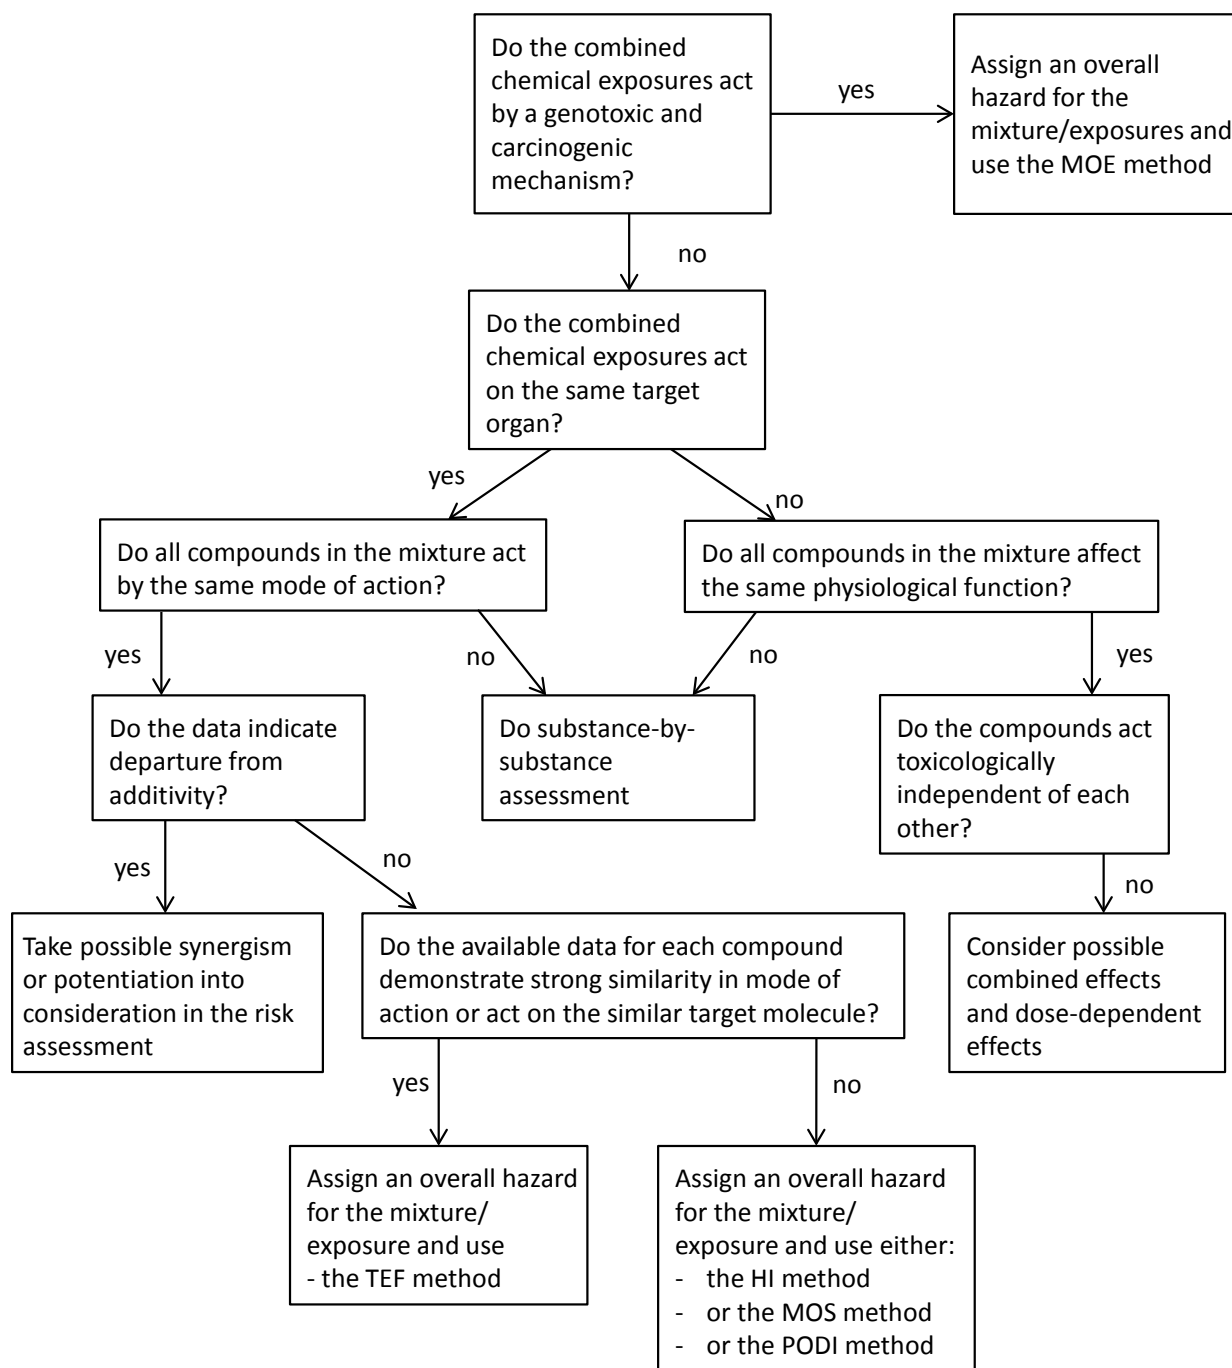 Do the combined
chemical exposures act
by a genotoxic and
carcinogenic
mechanism?
yes
Assign an overall
hazard for the
mixture/exposures and
use the MOE method
no
Do the combined
chemical exposures act
on the same target
organ?
yes
no
Do all compounds in the mixture act
by the same mode of action?
Do all compounds in the mixture affect
the same physiological function?
yes
no
no
yes
Do the data indicate
departure from
additivity?
Do substance-by-
substance
assessment
Do the compounds act
toxicologically
independent of each
other?
yes
no
no
Take possible synergism
or potentiation into
consideration in the risk
assessment
Do the available data for each compound
demonstrate strong similarity in mode of
action or act on the similar target molecule?
Consider possible
combined effects
and dose-dependent
effects
yes
no
Assign an overall hazard
for the mixture/
exposure and use
- the TEF method
Assign an overall hazard
for the mixture/
exposure and use either:
- the HI method
- or the MOS method
- or the PODI method